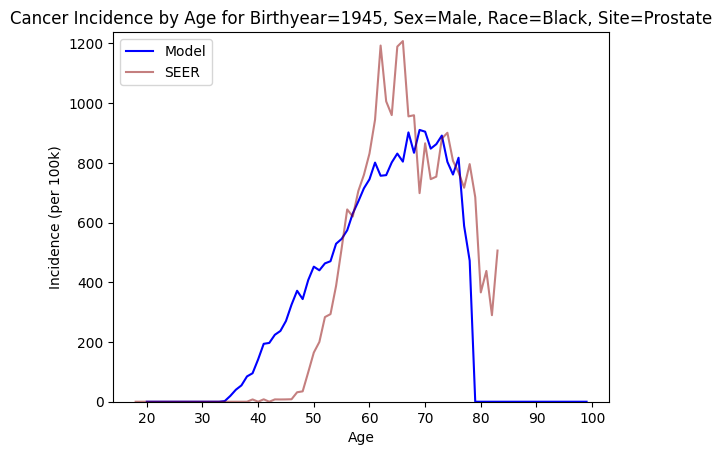 Cancer Incidence by Age for Birthyear=1945, Sex=Male, Race=Black, Site=Prostate
Model
SEER
Incidence (per 100k)
1200
1000
800
600
400
200
0
20 30 40 50 60 70 80 90 100
Age